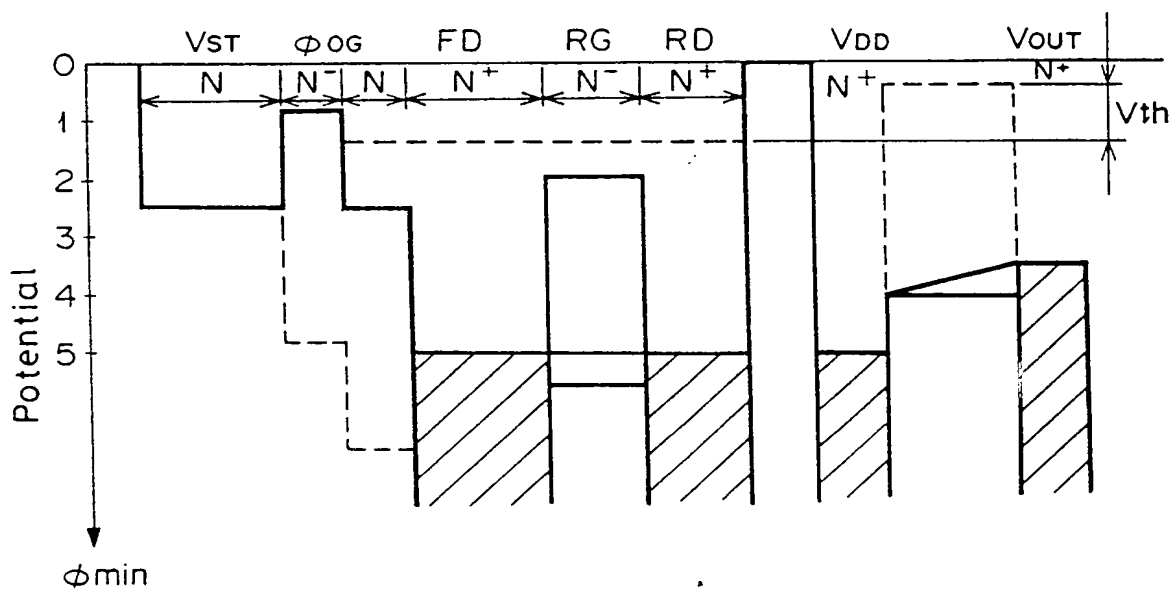 VST φOG FD RG RD VDD VOUT
0
N N⁻ N N⁺ N⁻ N⁺ N⁺ N⁺
1
Vth
2
3
4
5
Potential
φmin